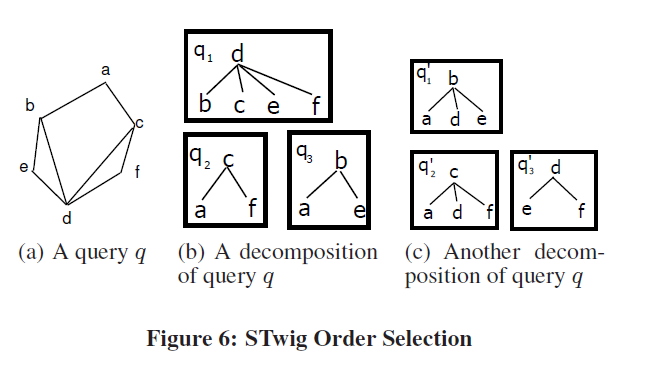 a
b
c
e
f
d
(a) A query q
q₁ d
b c e f
q₂ c
a f
q₃ b
a e
(b) A decomposition
of query q
q'₁ b
a d e
q'₂ c
a d f
q'₃ d
e f
(c) Another decom-
position of query q
Figure 6: STwig Order Selection